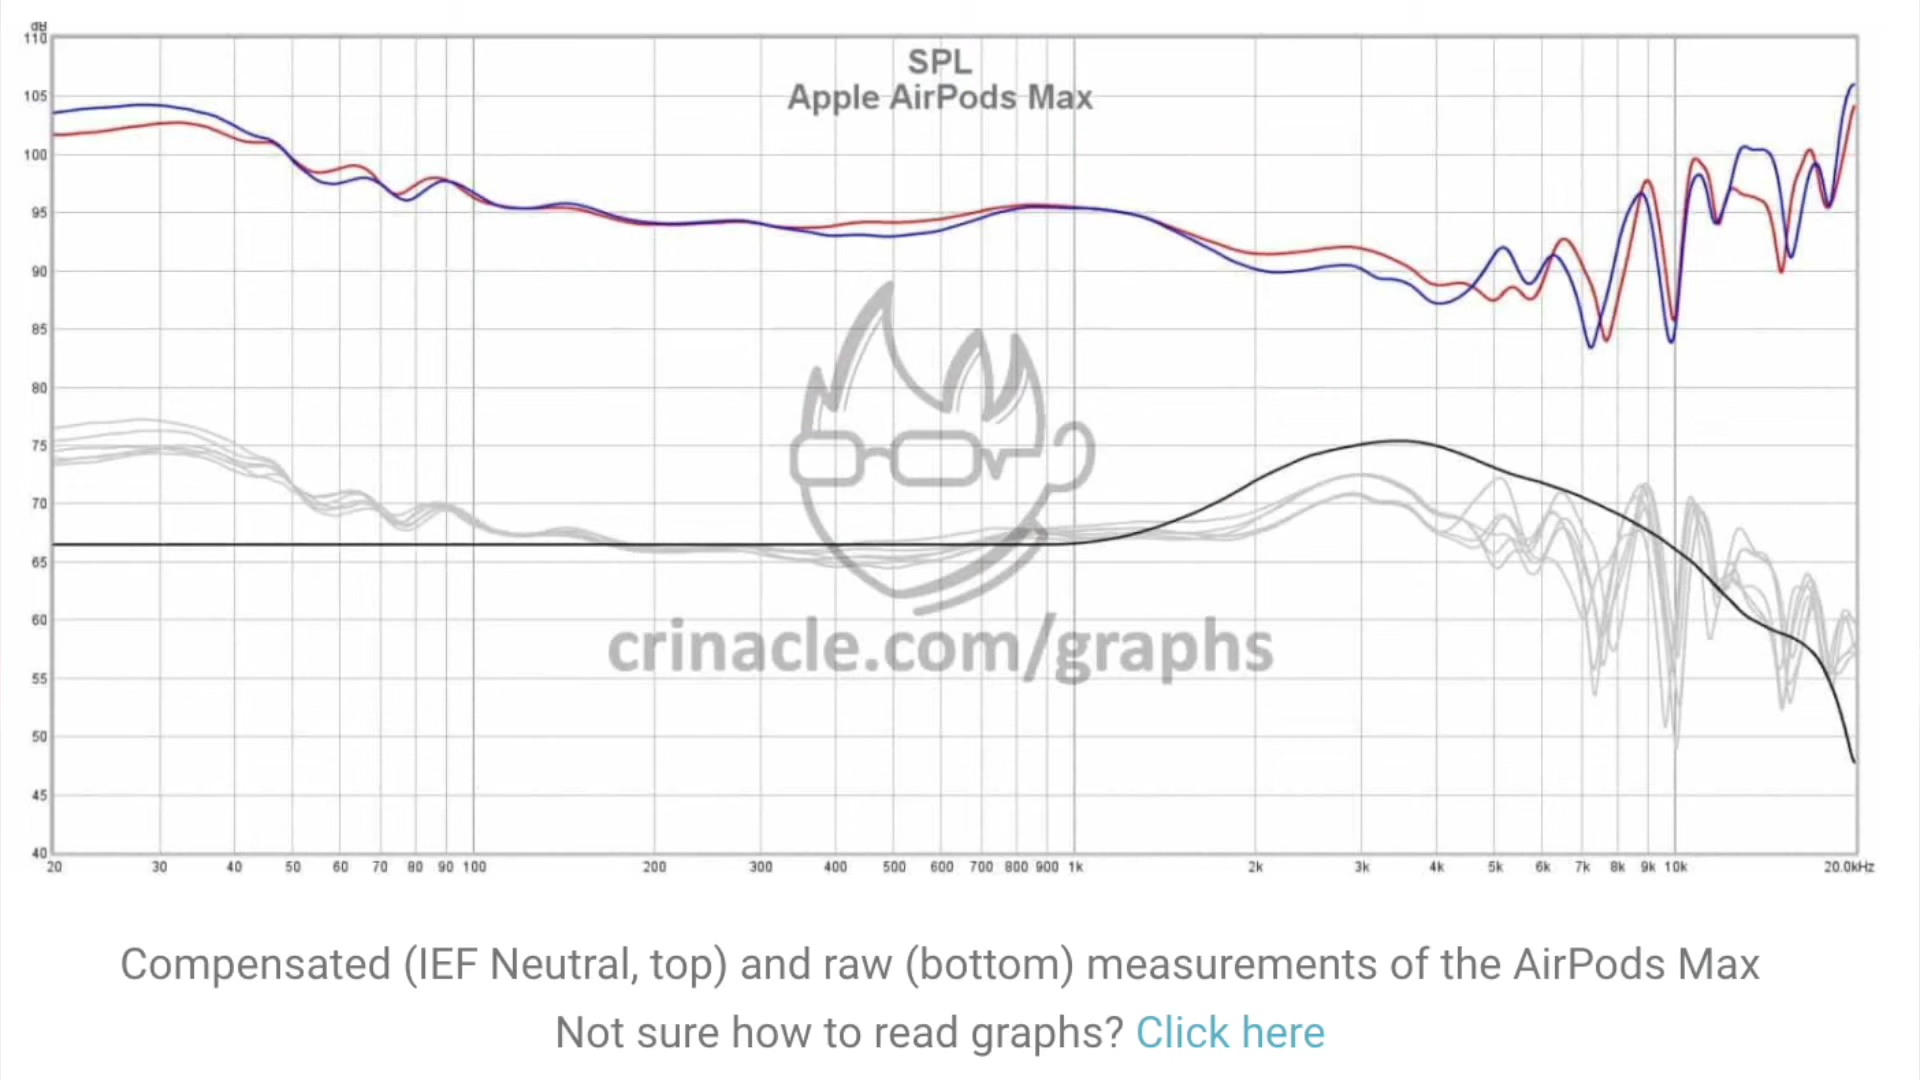 dB
110
SPL
Apple AirPods Max
105
100
95
90
85
80
75
70
65
60
crinacle.com/graphs
55
50
45
40
20 30 40 50 60 70 80 90 100 200 300 400 500 600 700 800 900 1k 2k 3k 4k 5k 6k 7k 8k 9k 10k 20.0kHz
Compensated (IEF Neutral, top) and raw (bottom) measurements of the AirPods Max
Not sure how to read graphs? Click here